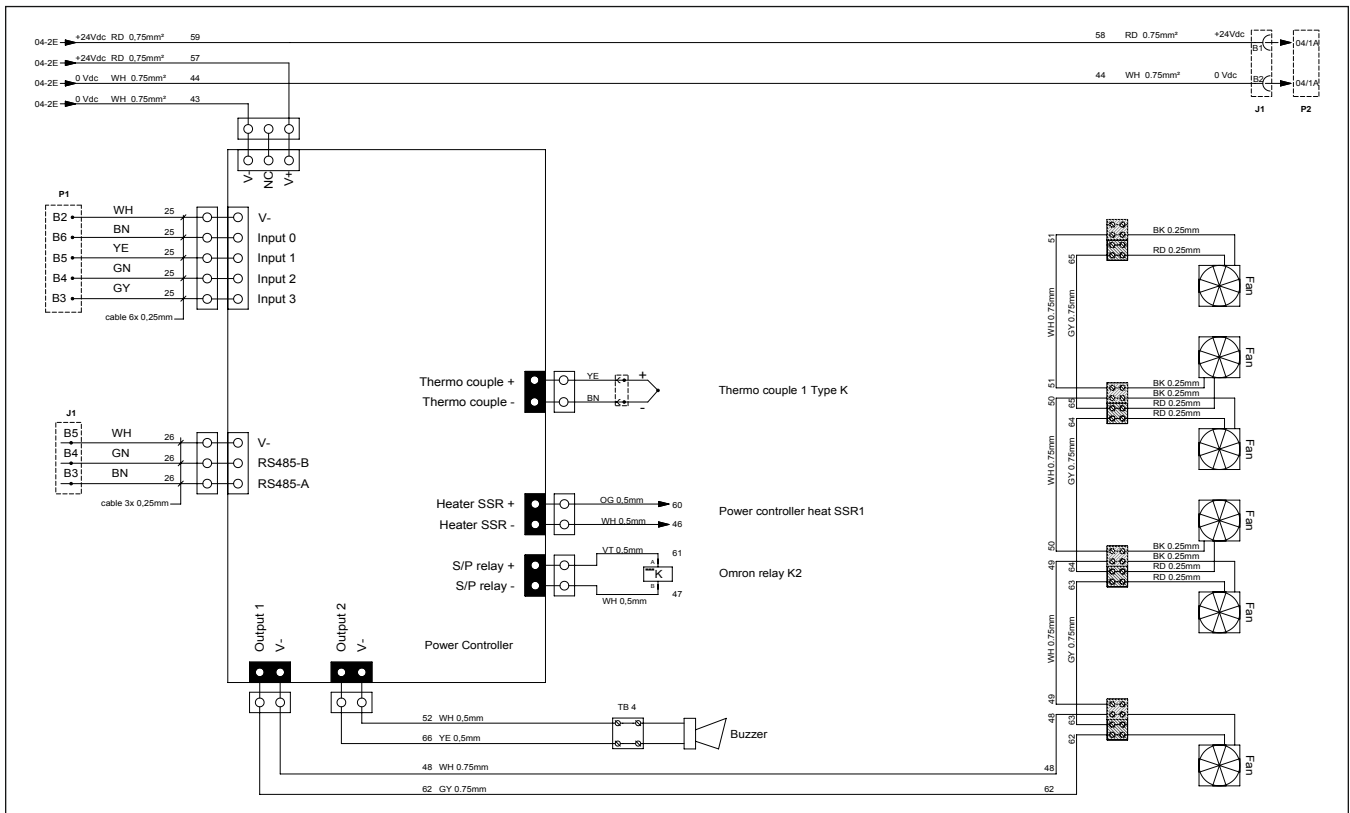 04-2E +24Vdc RD 0,75mm² 59
58 RD 0.75mm² +24Vdc
B1 04/1A
04-2E +24Vdc RD 0,75mm² 57
04-2E 0 Vdc WH 0.75mm² 44
44 WH 0.75mm² 0 Vdc
B2 04/1A
04-2E 0 Vdc WH 0.75mm² 43
J1 P2
V- NC V+
P1
B2 WH 25 V-
B6 BN 25 Input 0
B5 YE 25 Input 1
B4 GN 25 Input 2
B3 GY 25 Input 3
cable 6x 0,25mm
J1
B5 WH 26 V-
B4 GN 26 RS485-B
B3 BN 26 RS485-A
cable 3x 0,25mm
Thermo couple + YE +
Thermo couple - BN -
Thermo couple 1 Type K
Heater SSR + OG 0.5mm 60
Heater SSR - WH 0.5mm 46
Power controller heat SSR1
S/P relay + VT 0.5mm 61
A
K
B
S/P relay - WH 0,5mm 47
Omron relay K2
Output 1
V-
Output 2
V-
Power Controller
52 WH 0,5mm
66 YE 0,5mm
TB 4
Buzzer
48 WH 0.75mm 48
62 GY 0.75mm 62
51
65
BK 0.25mm
RD 0.25mm
Fan
WH 0.75mm
GY 0.75mm
Fan
51
50
65
64
BK 0.25mm
BK 0.25mm
RD 0.25mm
RD 0.25mm
Fan
WH 0.75mm
GY 0.75mm
Fan
50
49
64
63
BK 0.25mm
BK 0.25mm
RD 0.25mm
RD 0.25mm
Fan
WH 0.75mm
GY 0.75mm
49
48
63
62
Fan